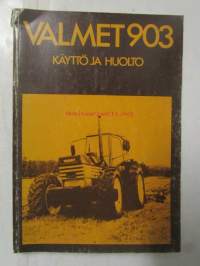 VALMET 903
KÄYTTÖ JA HUOLTO